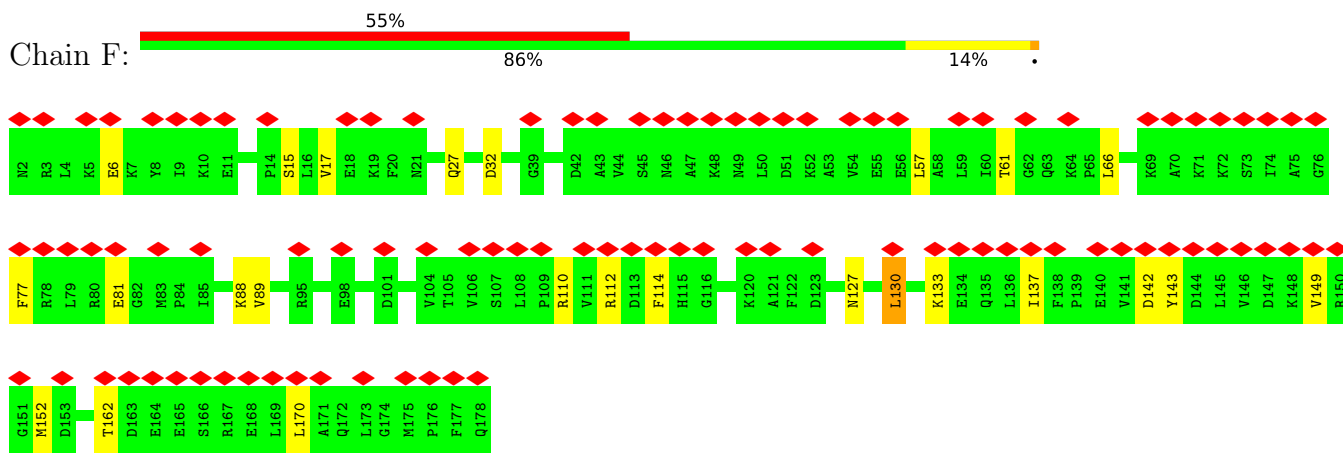 55%
Chain F:
86% 14% •
N2 R3 L4 K5 E6 K7 Y8 I9 K10 E11 P14 S15 L16 V17 E18 K19 F20 N21 Q27 D32 G39 D42 A43 V44 S45 N46 A47 K48 N49 L50 D51 K52 A53 V54 E55 E56 L57 A58 L59 I60 T61 G62 Q63 K64 P65 L66 K69 A70 K71 K72 S73 I74 A75 G76
F77 R78 L79 R80 E81 G82 M83 P84 I85 K88 V89 R95 E98 D101 V104 T105 V106 S107 L108 P109 R110 V111 R112 D113 F114 H115 G116 K120 A121 F122 D123 N127 L130 K133 E134 Q135 L136 I137 F138 P139 E140 V141 D142 Y143 D144 L145 V146 D147 K148 V149 R150
G151 M152 D153 T162 D163 E164 E165 S166 R167 E168 L169 L170 A171 Q172 L173 G174 M175 P176 F177 Q178